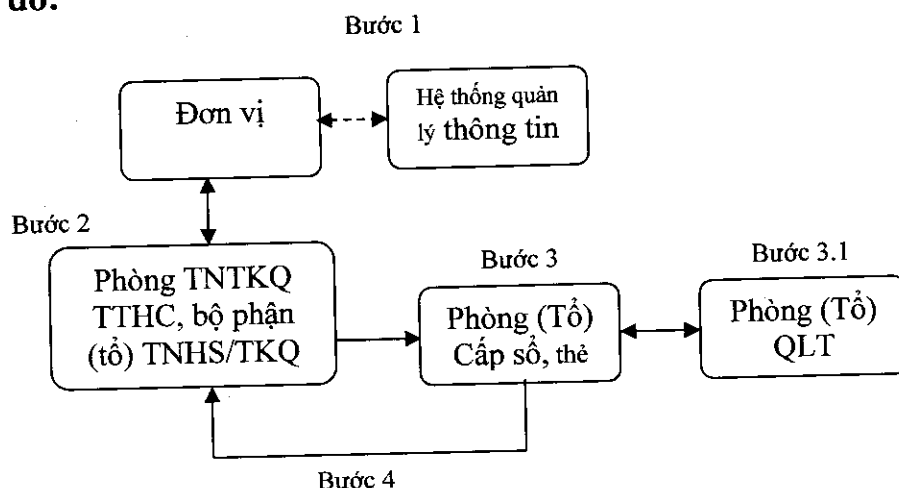 đồ:
Bước 1
Đơn vị
Hệ thống quản
lý thông tin
Bước 2
Phòng TNTKQ
TTHC, bộ phận
(tổ) TNHS/TKQ
Bước 3
Phòng (Tổ)
Cấp sổ, thẻ
Bước 3.1
Phòng (Tổ)
QLT
Bước 4